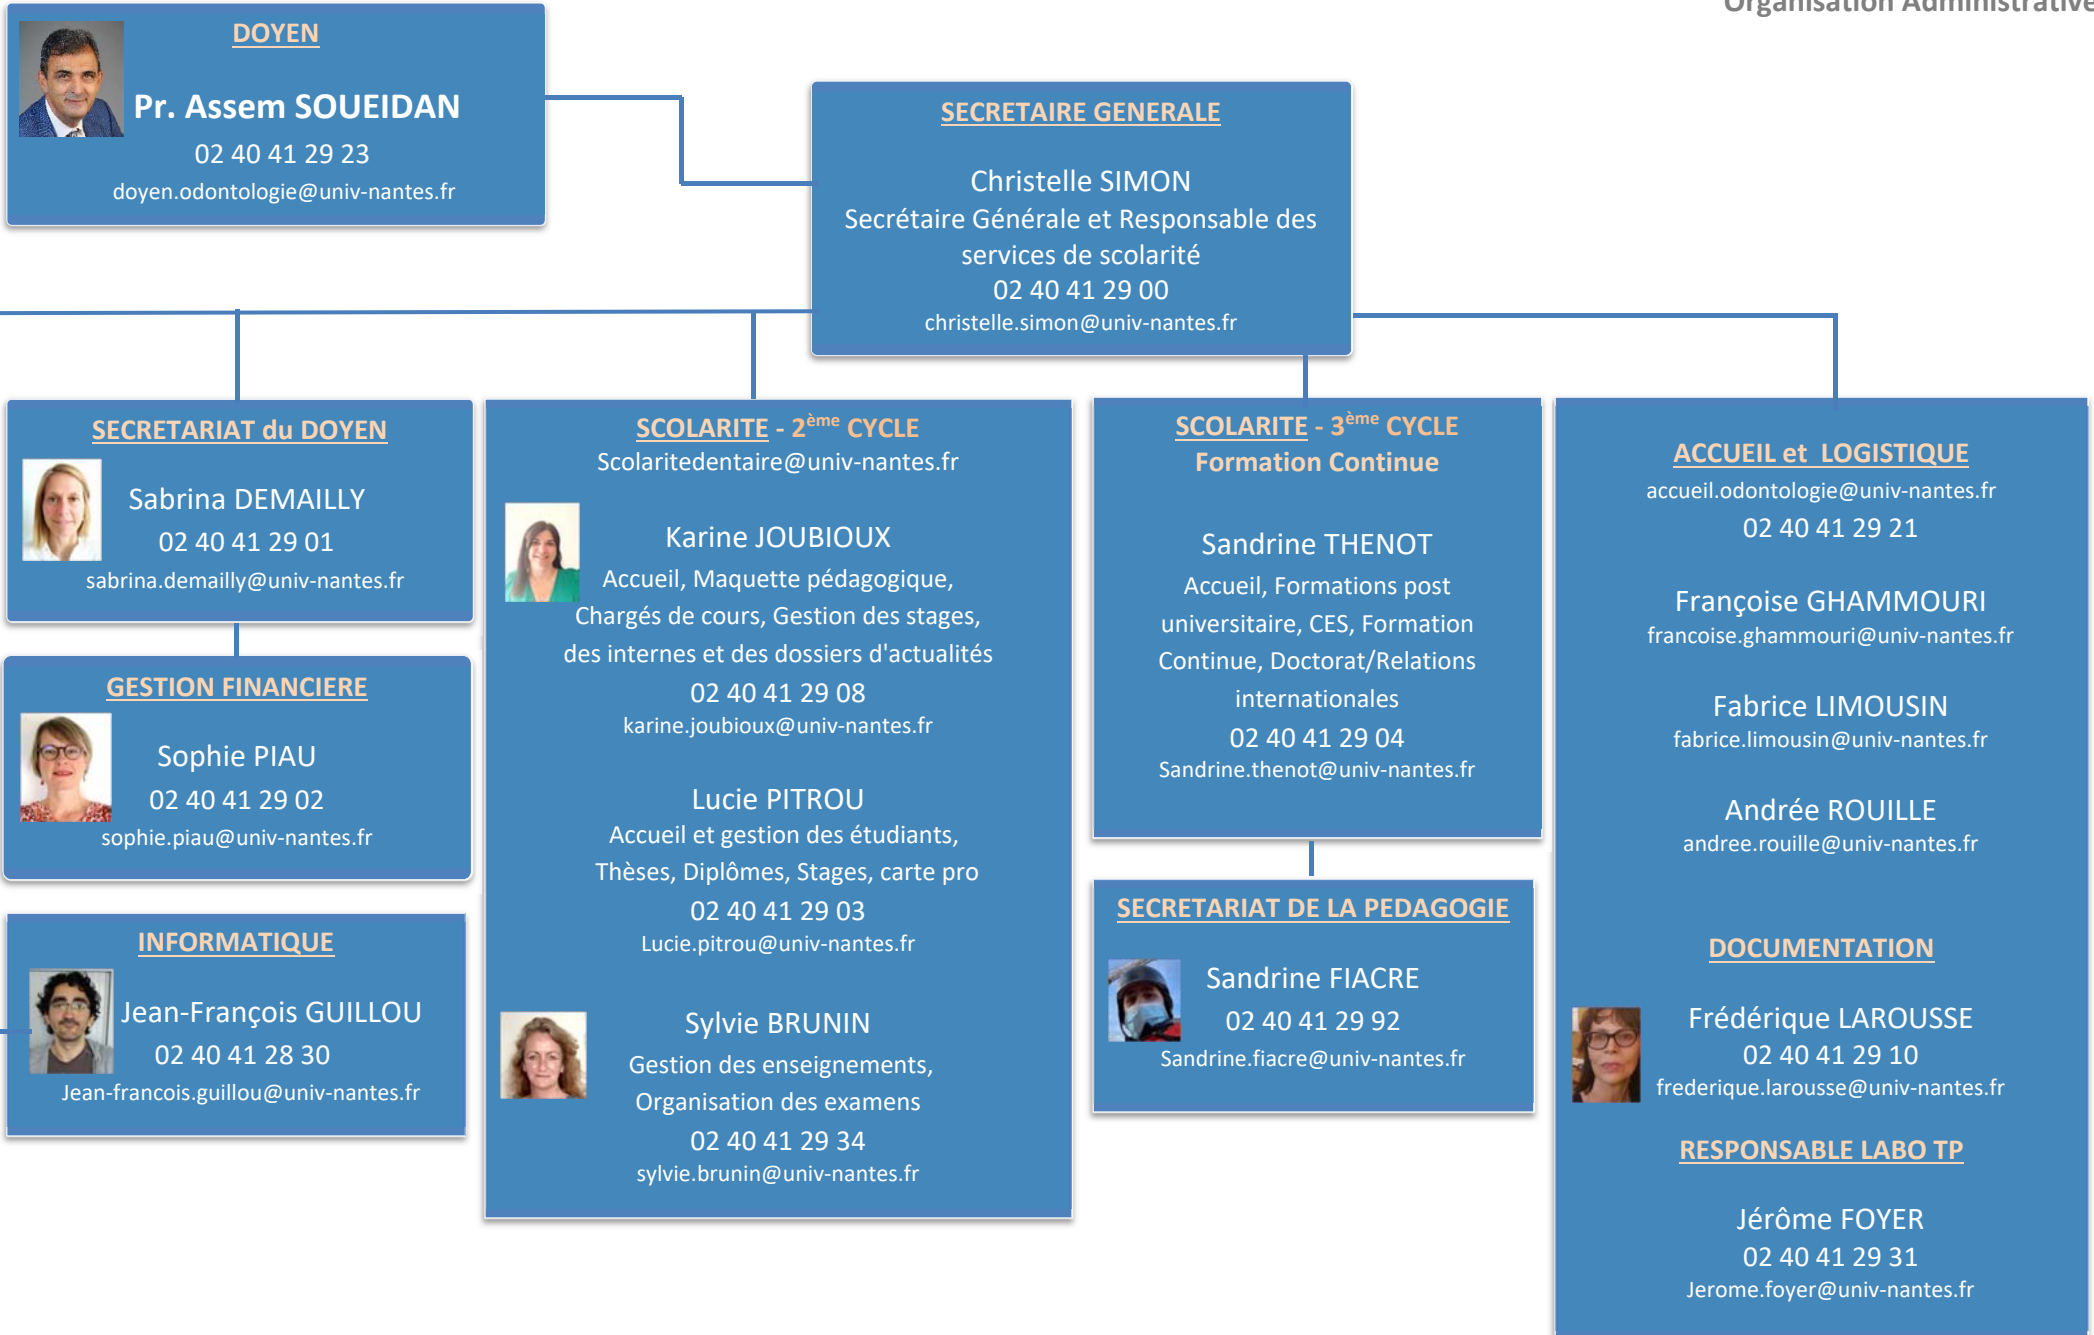 Organisation Administrative
DOYEN
Pr. Assem SOUEIDAN
02 40 41 29 23
doyen.odontologie@univ-nantes.fr
SECRETAIRE GENERALE
Christelle SIMON
Secrétaire Générale et Responsable des
services de scolarité
02 40 41 29 00
christelle.simon@univ-nantes.fr
SECRETARIAT du DOYEN
Sabrina DEMAILLY
02 40 41 29 01
sabrina.demailly@univ-nantes.fr
GESTION FINANCIERE
Sophie PIAU
02 40 41 29 02
sophie.piau@univ-nantes.fr
INFORMATIQUE
Jean-François GUILLOU
02 40 41 28 30
Jean-francois.guillou@univ-nantes.fr
SCOLARITE - 2ème CYCLE
Scolaritedentaire@univ-nantes.fr
Karine JOUBIOUX
Accueil, Maquette pédagogique,
Chargés de cours, Gestion des stages,
des internes et des dossiers d'actualités
02 40 41 29 08
karine.joubioux@univ-nantes.fr
Lucie PITROU
Accueil et gestion des étudiants,
Thèses, Diplômes, Stages, carte pro
02 40 41 29 03
Lucie.pitrou@univ-nantes.fr
Sylvie BRUNIN
Gestion des enseignements,
Organisation des examens
02 40 41 29 34
sylvie.brunin@univ-nantes.fr
SCOLARITE - 3ème CYCLE
Formation Continue
Sandrine THENOT
Accueil, Formations post
universitaire, CES, Formation
Continue, Doctorat/Relations
internationales
02 40 41 29 04
Sandrine.thenot@univ-nantes.fr
SECRETARIAT DE LA PEDAGOGIE
Sandrine FIACRE
02 40 41 29 92
Sandrine.fiacre@univ-nantes.fr
ACCUEIL et LOGISTIQUE
accueil.odontologie@univ-nantes.fr
02 40 41 29 21
Françoise GHAMMOURI
francoise.ghammouri@univ-nantes.fr
Fabrice LIMOUSIN
fabrice.limousin@univ-nantes.fr
Andrée ROUILLE
andree.rouille@univ-nantes.fr
DOCUMENTATION
Frédérique LAROUSSE
02 40 41 29 10
frederique.larousse@univ-nantes.fr
RESPONSABLE LABO TP
Jérôme FOYER
02 40 41 29 31
Jerome.foyer@univ-nantes.fr